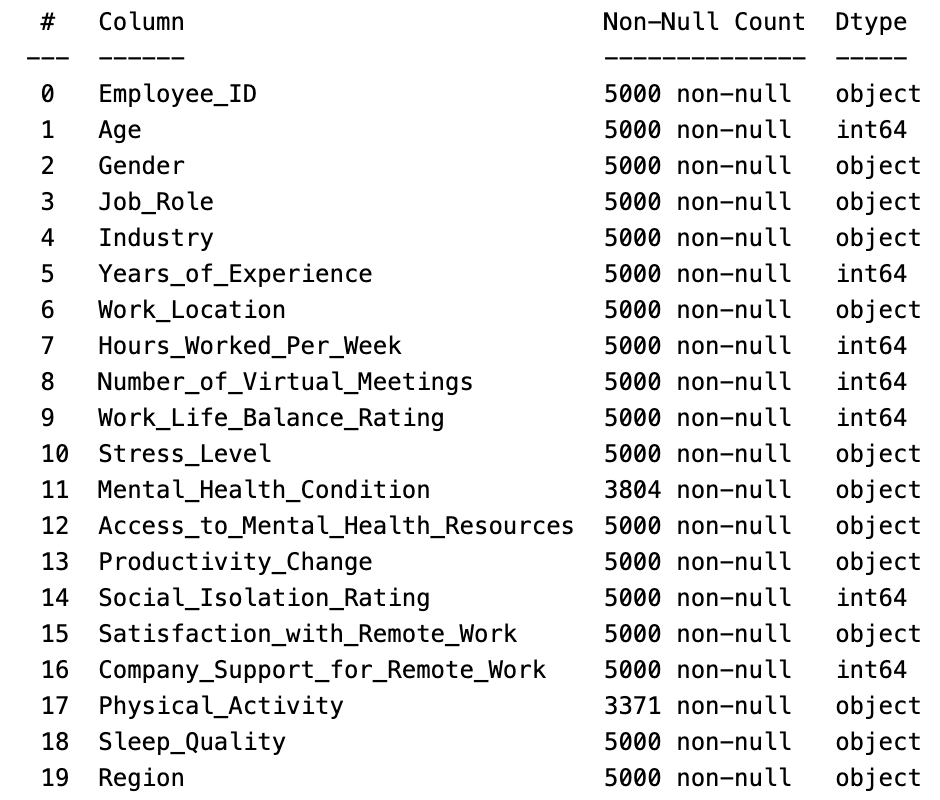 #   Column                             Non-Null Count  Dtype
---  ------                             --------------  -----
0   Employee_ID                        5000 non-null   object
1   Age                                5000 non-null   int64
2   Gender                             5000 non-null   object
3   Job_Role                           5000 non-null   object
4   Industry                           5000 non-null   object
5   Years_of_Experience                5000 non-null   int64
6   Work_Location                      5000 non-null   object
7   Hours_Worked_Per_Week              5000 non-null   int64
8   Number_of_Virtual_Meetings         5000 non-null   int64
9   Work_Life_Balance_Rating           5000 non-null   int64
10  Stress_Level                       5000 non-null   object
11  Mental_Health_Condition            3804 non-null   object
12  Access_to_Mental_Health_Resources  5000 non-null   object
13  Productivity_Change                5000 non-null   object
14  Social_Isolation_Rating            5000 non-null   int64
15  Satisfaction_with_Remote_Work      5000 non-null   object
16  Company_Support_for_Remote_Work    5000 non-null   int64
17  Physical_Activity                  3371 non-null   object
18  Sleep_Quality                      5000 non-null   object
19  Region                             5000 non-null   object